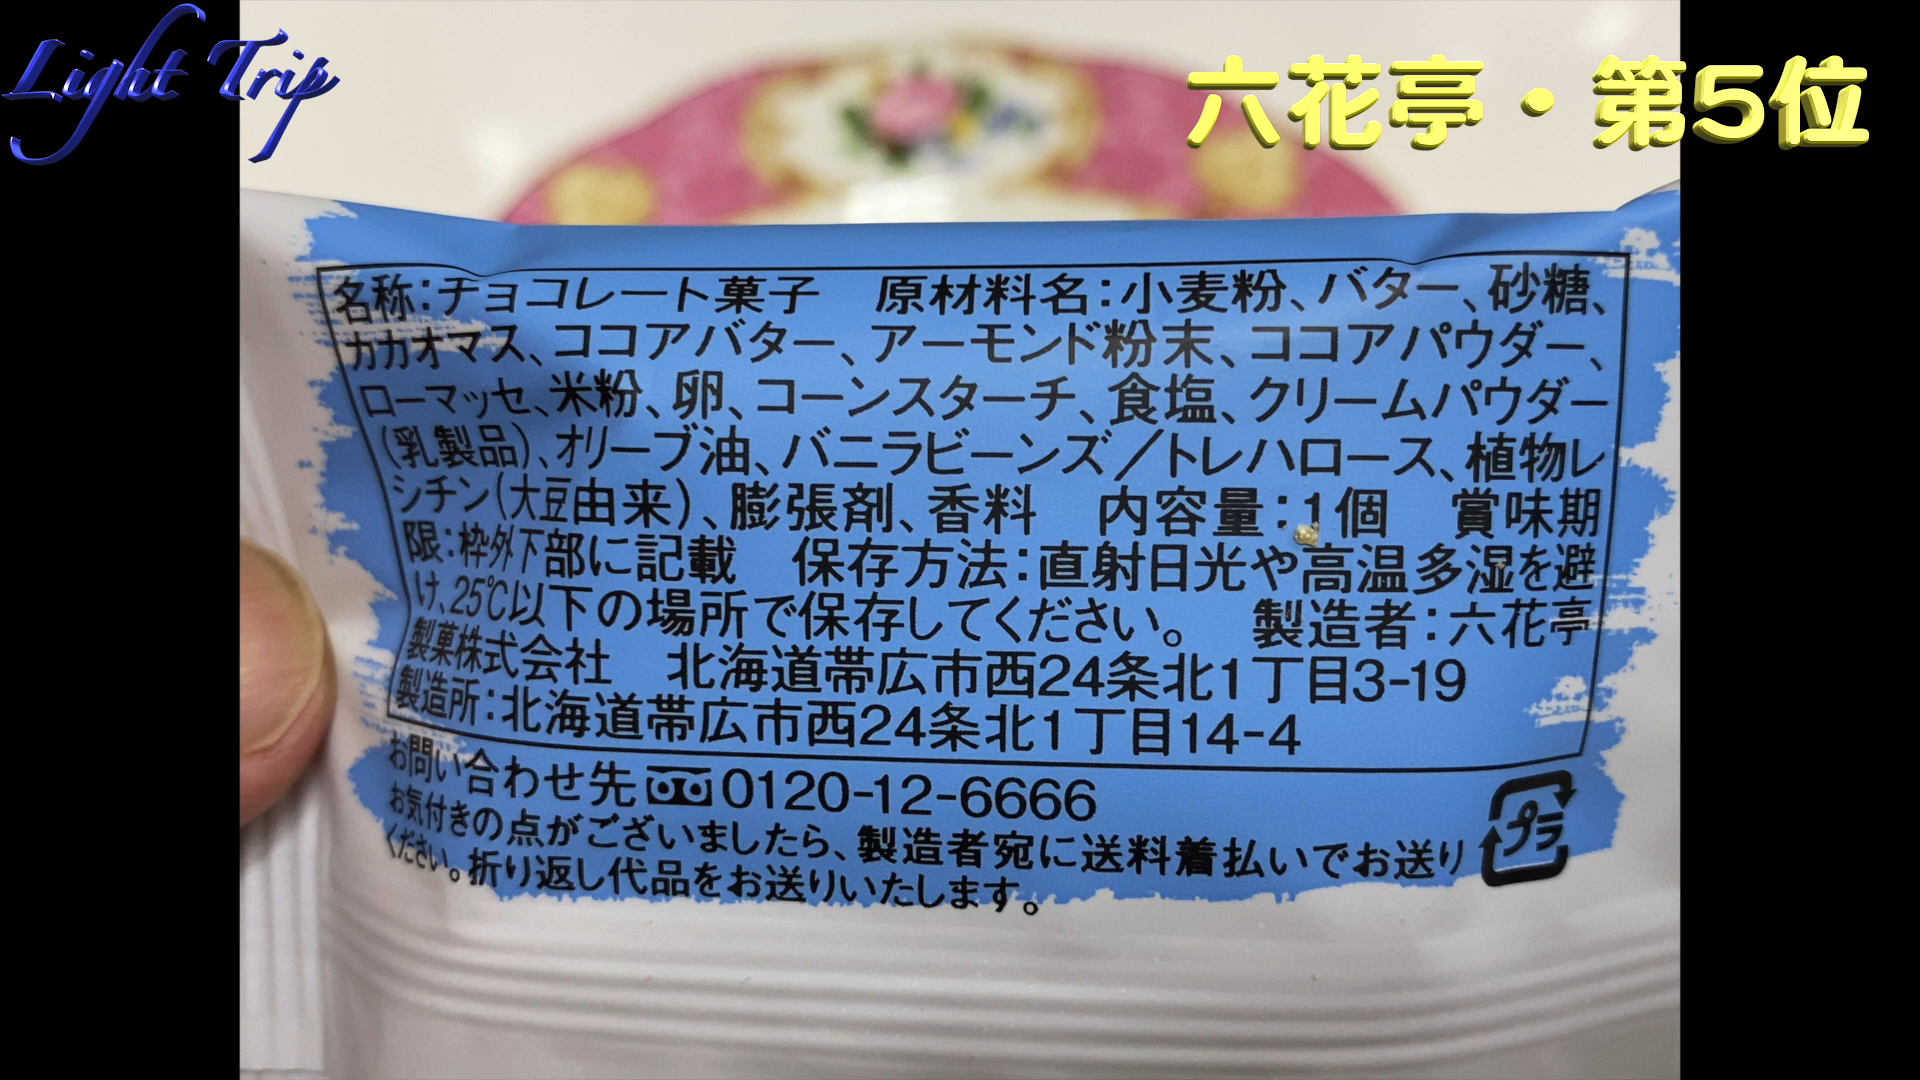 Light Trip
六花亭・第5位
名称:チョコレート菓子　原材料名:小麦粉、バター、砂糖、
カカオマス、ココアバター、アーモンド粉末、ココアパウダー、
ローマッセ、米粉、卵、コーンスターチ、食塩、クリームパウダー
(乳製品)、オリーブ油、バニラビーンズ/トレハロース、植物レ
シチン(大豆由来)、膨張剤、香料　内容量:1個　賞味期
限:枠外下部に記載　保存方法:直射日光や高温多湿を避
け、25℃以下の場所で保存してください。　製造者:六花亭
製菓株式会社　北海道帯広市西24条北1丁目3-19
製造所:北海道帯広市西24条北1丁目14-4
お問い合わせ先 0120-12-6666
お気付きの点がございましたら、製造者宛に送料着払いでお送り
ください。折り返し代品をお送りいたします。
プラ